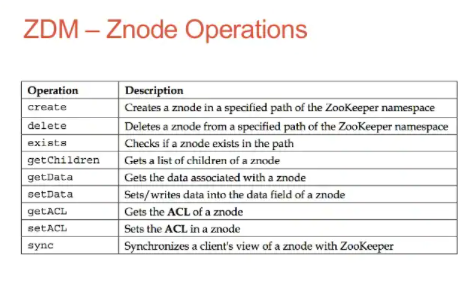 ZDM – Znode Operations
Operation Description
create Creates a znode in a specified path of the ZooKeeper namespace
delete Deletes a znode from a specified path of the ZooKeeper namespace
exists Checks if a znode exists in the path
getChildren Gets a list of children of a znode
getData Gets the data associated with a znode
setData Sets/writes data into the data field of a znode
getACL Gets the ACL of a znode
setACL Sets the ACL in a znode
sync Synchronizes a client's view of a znode with ZooKeeper